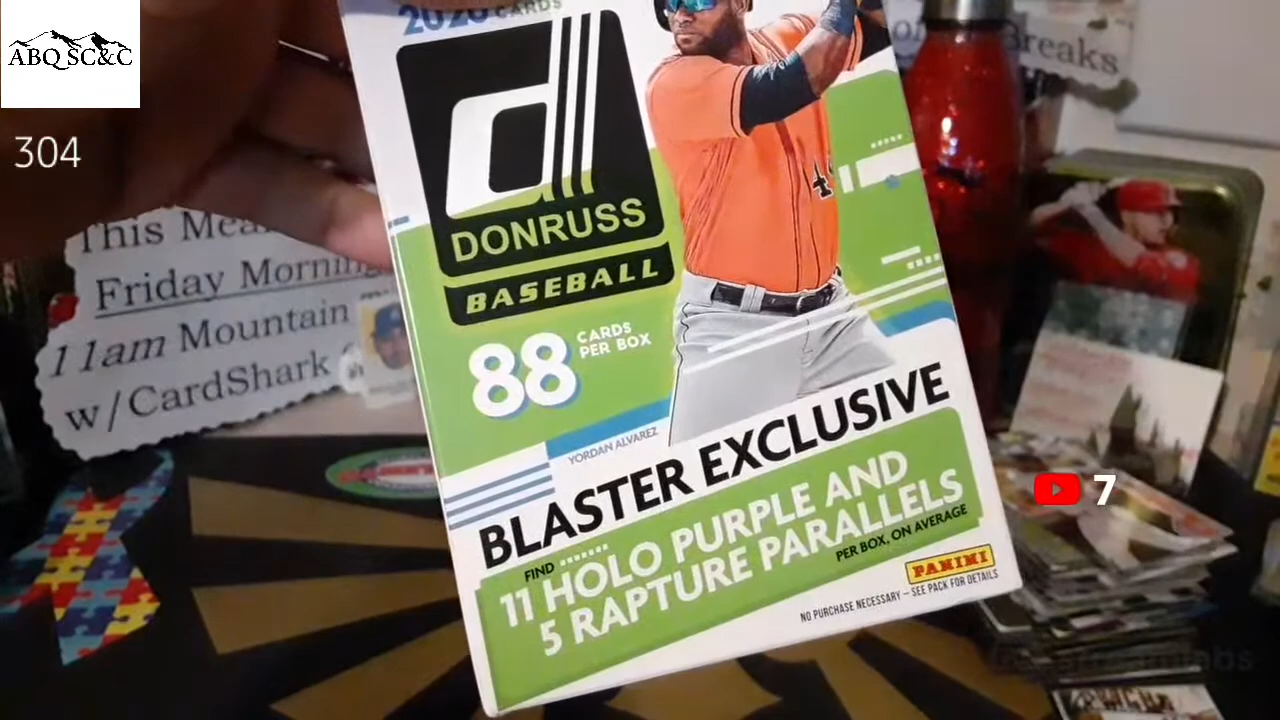 ABQ SC&C
304
2020 CARDS
DONRUSS
BASEBALL
88 CARDS
PER BOX
YORDAN ALVAREZ
BLASTER EXCLUSIVE
FIND
11 HOLO PURPLE AND
5 RAPTURE PARALLELS
PER BOX, ON AVERAGE
PANINI
NO PURCHASE NECESSARY – SEE PACK FOR DETAILS
This
Friday Morning
11am Mountain
w/CardShark
Breaks
7